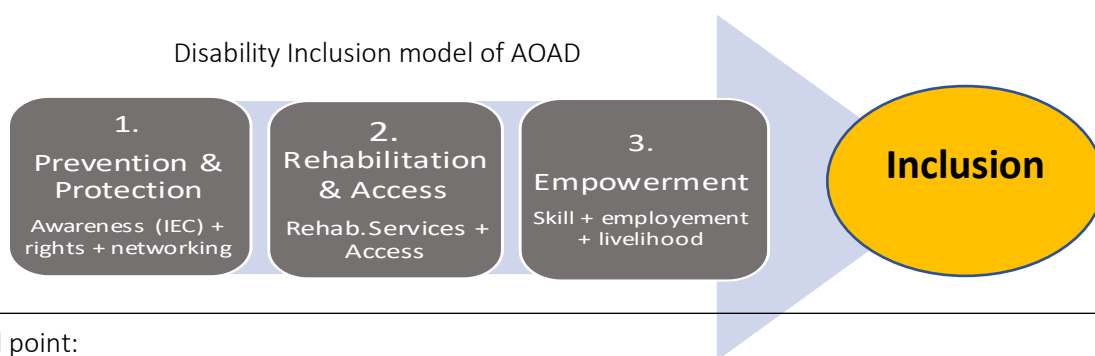 Disability Inclusion model of AOAD
1.
Prevention &
Protection
Awareness (IEC) +
rights + networking
2.
Rehabilitation
& Access
Rehab.Services +
Access
3.
Empowerment
Skill + employement
+ livelihood
Inclusion
point: